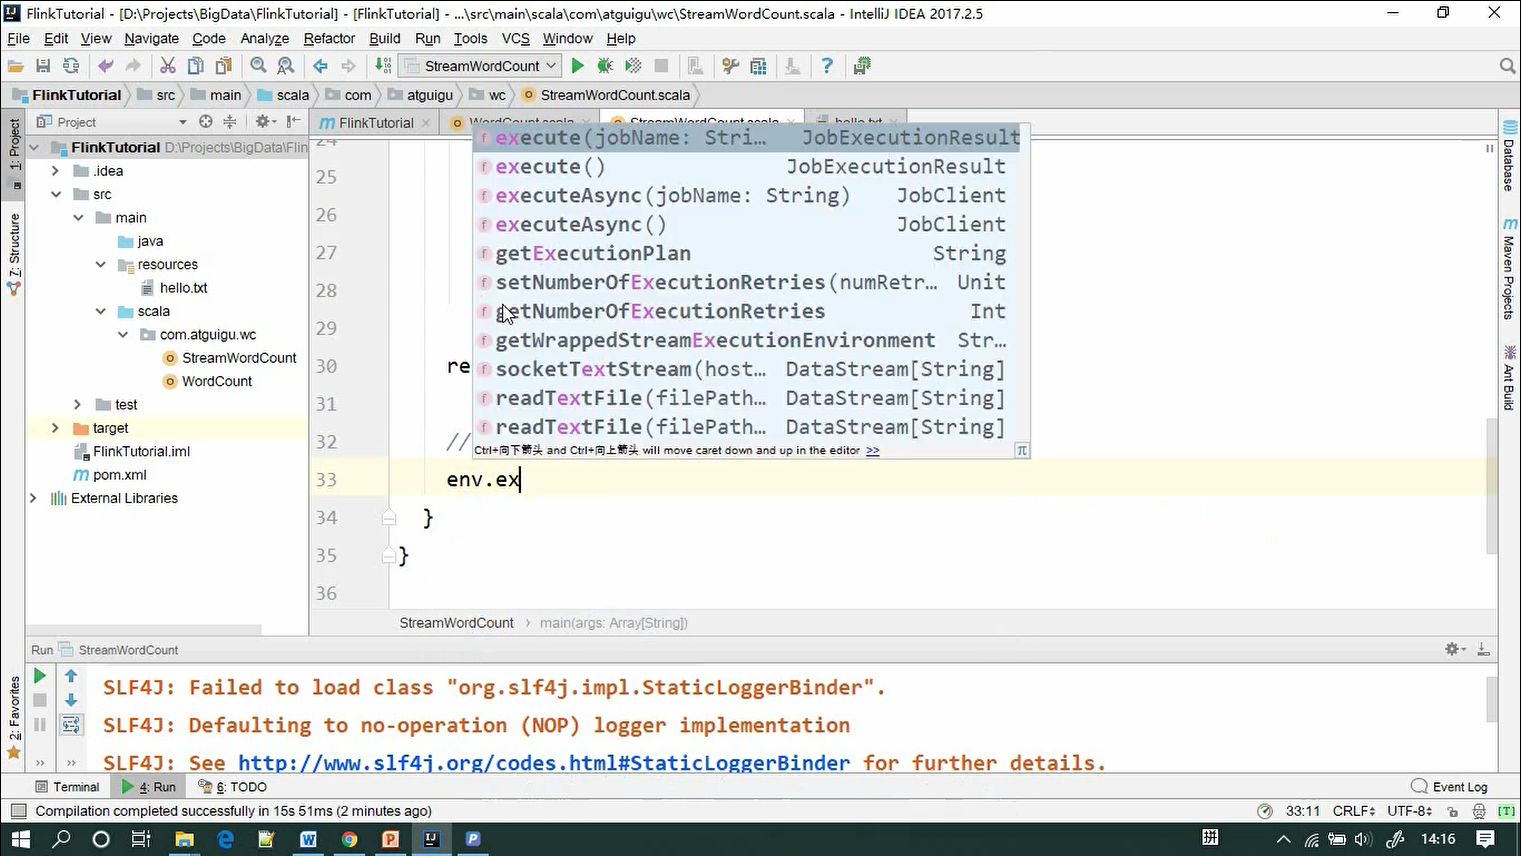 FlinkTutorial - [D:\Projects\BigData\FlinkTutorial] - [FlinkTutorial] - ...\src\main\scala\com\atguigu\wc\StreamWordCount.scala - IntelliJ IDEA 2017.2.5
File Edit View Navigate Code Analyze Refactor Build Run Tools VCS Window Help
StreamWordCount
FlinkTutorial src main scala com atguigu wc StreamWordCount.scala
Project
FlinkTutorial WordCount.scala StreamWordCount.scala hello.txt
1: Project
7: Structure
2: Favorites
FlinkTutorial D:\Projects\BigData\Flin
.idea
src
main
java
resources
hello.txt
scala
com.atguigu.wc
StreamWordCount
WordCount
test
target
FlinkTutorial.iml
pom.xml
External Libraries
24
25
26
27
28
29
30 re
31
32 //
33 env.ex
34 }
35 }
36
execute(jobName: Stri... JobExecutionResult
execute() JobExecutionResult
executeAsync(jobName: String) JobClient
executeAsync() JobClient
getExecutionPlan String
setNumberOfExecutionRetries(numRetr... Unit
getNumberOfExecutionRetries Int
getWrappedStreamExecutionEnvironment Str...
socketTextStream(host... DataStream[String]
readTextFile(filePath... DataStream[String]
readTextFile(filePath... DataStream[String]
Ctrl+向下箭头 and Ctrl+向上箭头 will move caret down and up in the editor >>
π
StreamWordCount main(args: Array[String])
Database
Maven Projects
Ant Build
Run StreamWordCount
SLF4J: Failed to load class "org.slf4j.impl.StaticLoggerBinder".
SLF4J: Defaulting to no-operation (NOP) logger implementation
SLF4J: See http://www.slf4j.org/codes.html#StaticLoggerBinder for further details.
Terminal 4: Run 6: TODO Event Log
Compilation completed successfully in 15s 51ms (2 minutes ago) 33:11 CRLF UTF-8 [T]
拼 14:16